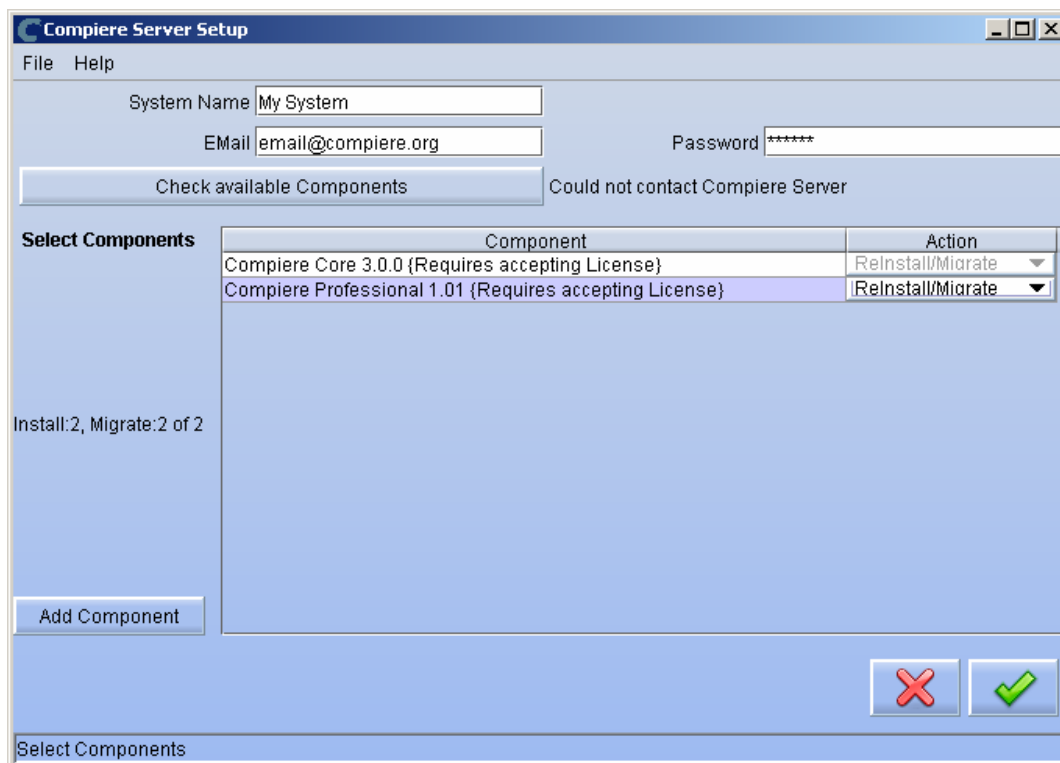 Compiere Server Setup
File Help
System Name My System
EMail email@compiere.org Password ******
Check available Components Could not contact Compiere Server
Select Components Component Action
Compiere Core 3.0.0 {Requires accepting License} ReInstall/Migrate
Compiere Professional 1.01 {Requires accepting License} ReInstall/Migrate
Install:2, Migrate:2 of 2
Add Component
Select Components